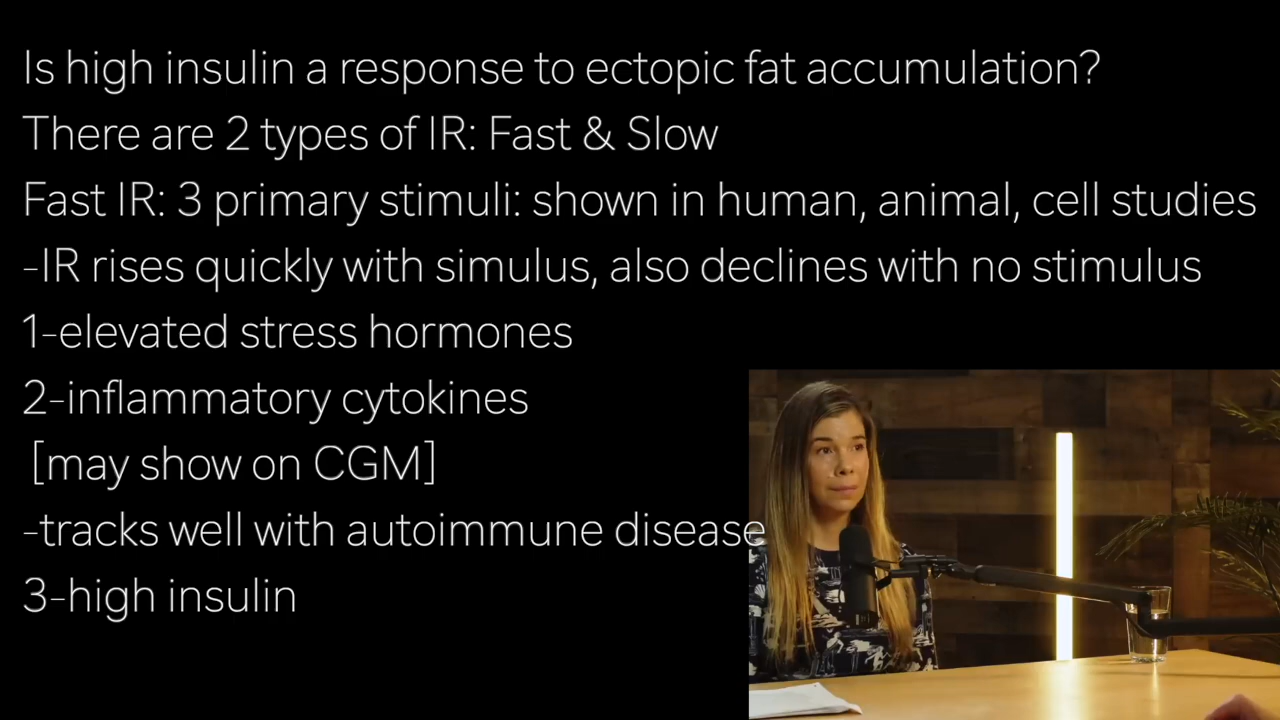 Is high insulin a response to ectopic fat accumulation?
There are 2 types of IR: Fast & Slow
Fast IR: 3 primary stimuli: shown in human, animal, cell studies
-IR rises quickly with simulus, also declines with no stimulus
1-elevated stress hormones
2-inflammatory cytokines
[may show on CGM]
-tracks well with autoimmune disease
3-high insulin